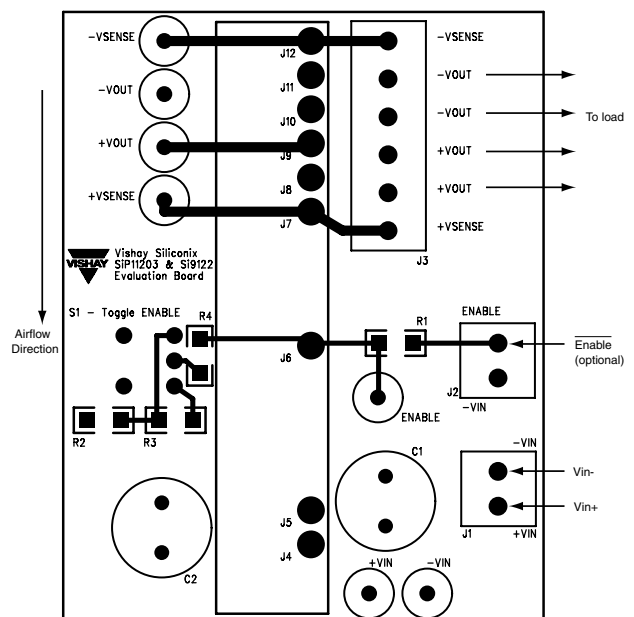 -VSENSE
-VOUT
+VOUT
+VSENSE
J12
J11
J10
J9
J8
J7
-VSENSE
-VOUT
-VOUT
+VOUT
+VOUT
+VSENSE
J3
To load
VISHAY
Vishay Siliconix
SiP11203 & Si9122
Evaluation Board
Airflow
Direction
S1 - Toggle ENABLE
R4
R2
R3
J6
R1
ENABLE
ENABLE
J2
-VIN
Enable
(optional)
C2
J5
J4
C1
-VIN
J1
+VIN
Vin-
Vin+
+VIN
-VIN